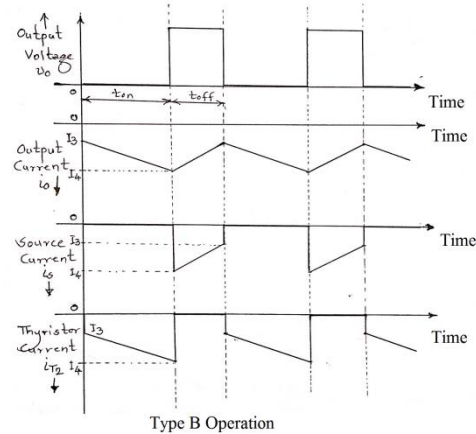 Output
Voltage
v₀
0
Time
ton
toff
0
Time
I₃
Output
Current
I₄
i₀
0
Source
I₃
Time
Current
I₄
is
0
Thyristor
I₃
Time
Current
I₄
iT₂
Type B Operation